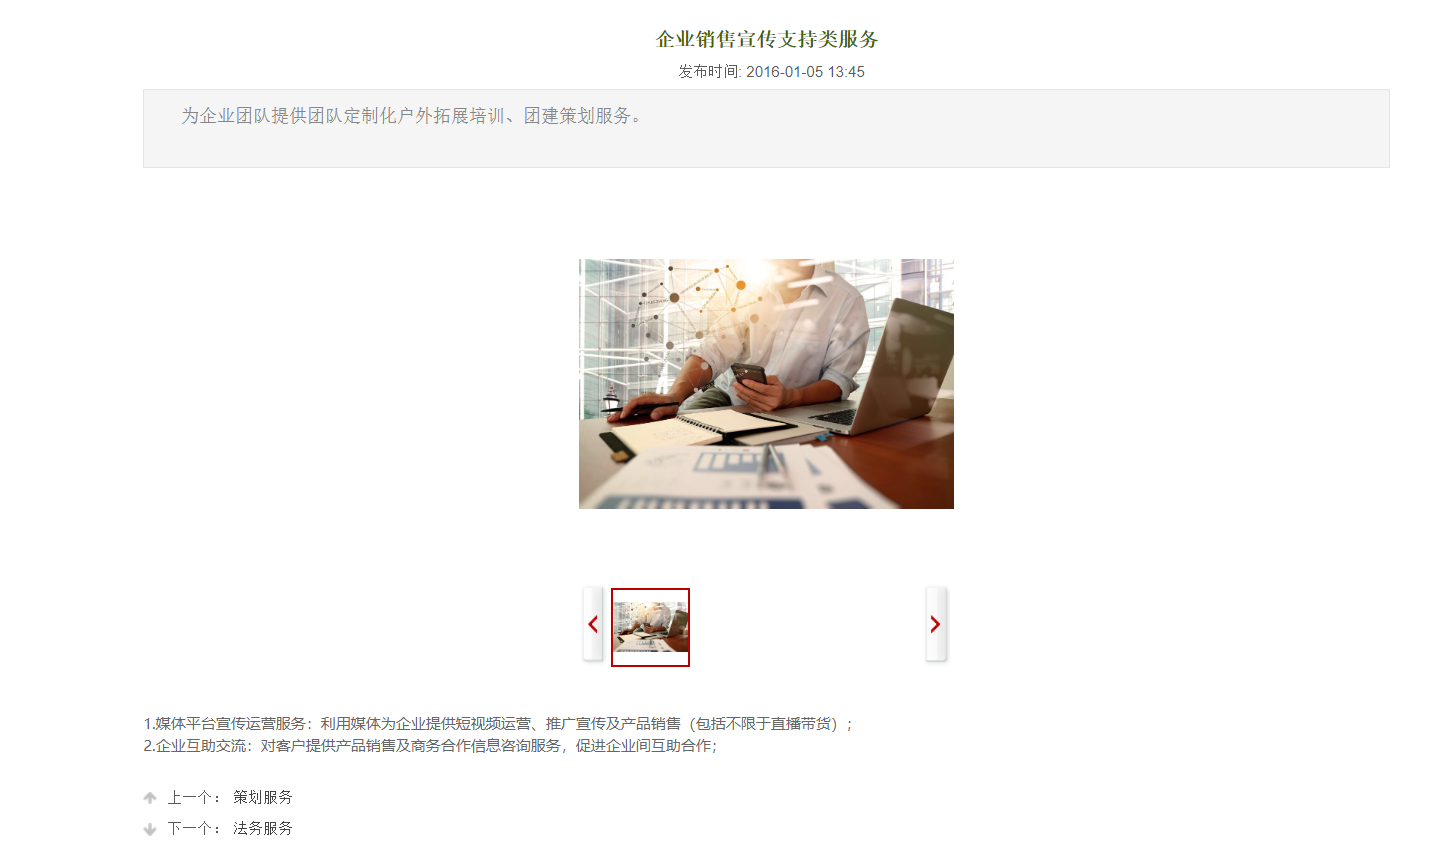 企业销售宣传支持类服务
发布时间: 2016-01-05 13:45
为企业团队提供团队定制化户外拓展培训、团建策划服务。
1.媒体平台宣传运营服务：利用媒体为企业提供短视频运营、推广宣传及产品销售（包括不限于直播带货）；
2.企业互助交流：对客户提供产品销售及商务合作信息咨询服务，促进企业间互助合作；
上一个： 策划服务
下一个： 法务服务